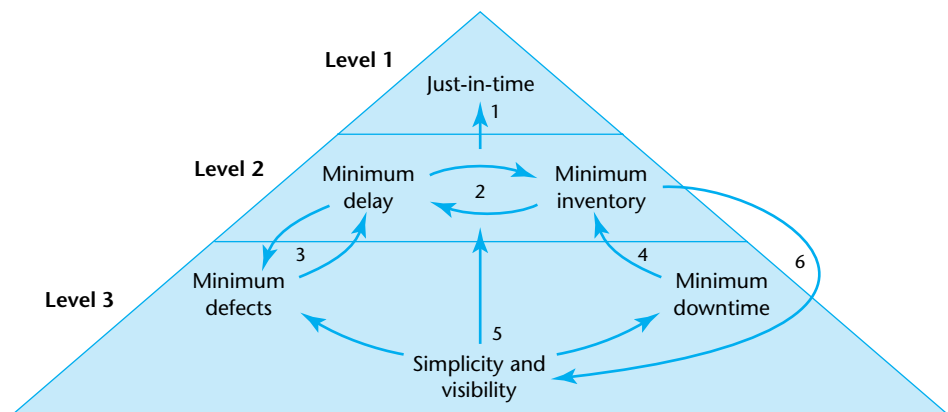 Level 1
Just-in-time
1
Level 2
Minimum
delay
2
Minimum
inventory
3
4
6
Level 3
Minimum
defects
Minimum
downtime
5
Simplicity and
visibility